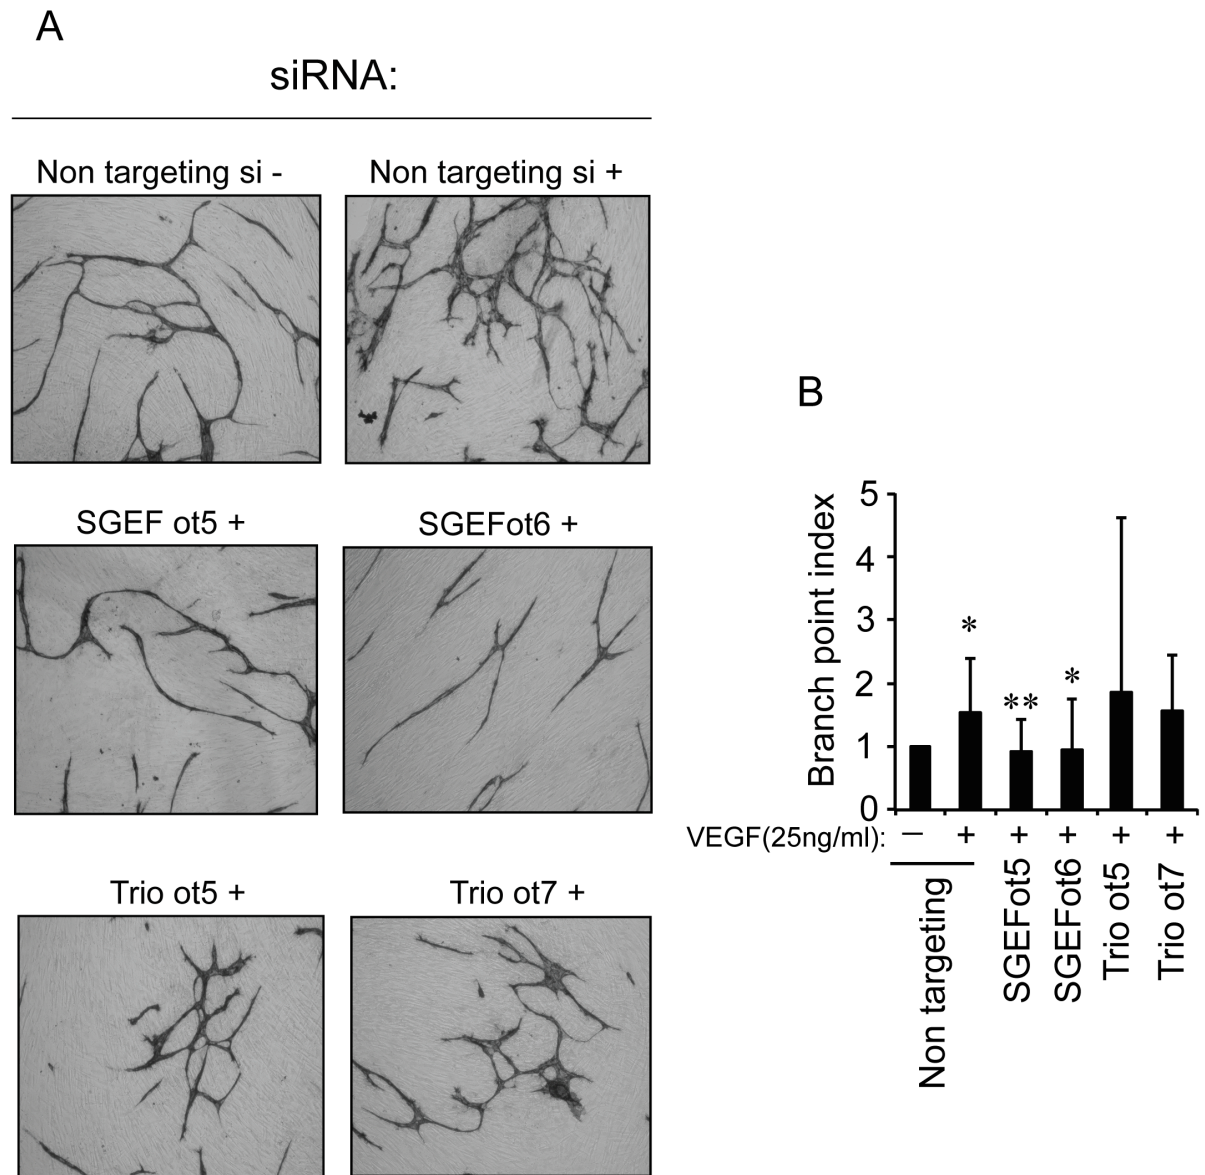 A
siRNA:
Non targeting si -
Non targeting si +
SGEF ot5 +
SGEFot6 +
Trio ot5 +
Trio ot7 +
B
Branch point index
5
4
3
2
1
0
*
**
*
VEGF(25ng/ml):
– + + + + +
Non targeting
SGEFot5
SGEFot6
Trio ot5
Trio ot7